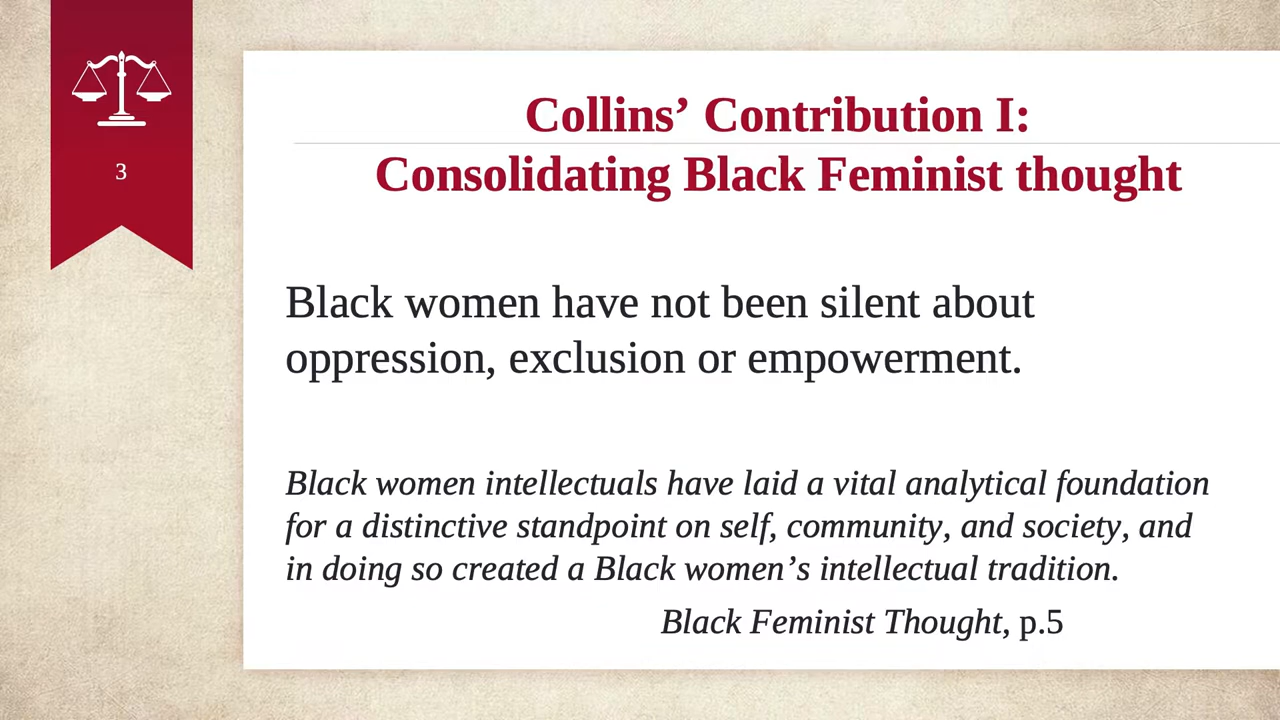 3
Collins’ Contribution I:
Consolidating Black Feminist thought
Black women have not been silent about
oppression, exclusion or empowerment.
Black women intellectuals have laid a vital analytical foundation
for a distinctive standpoint on self, community, and society, and
in doing so created a Black women’s intellectual tradition.
Black Feminist Thought, p.5